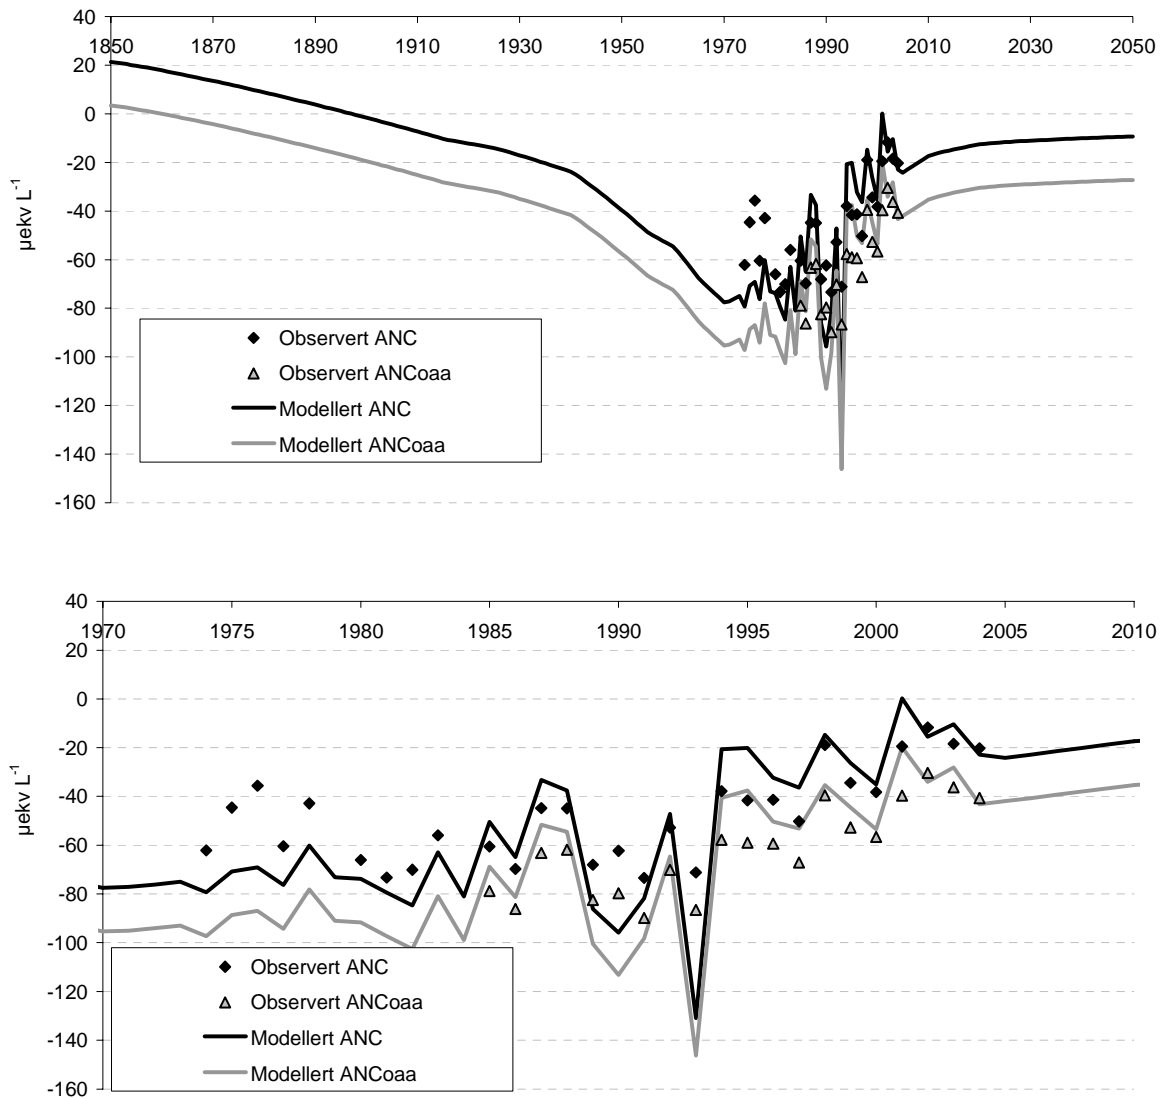 40
1850 1870 1890 1910 1930 1950 1970 1990 2010 2030 2050
20
0
-20
-40
-60
-80
-100
-120
-140
-160
µekv L-1
Observert ANC
Observert ANCoaa
Modellert ANC
Modellert ANCoaa
40
1970 1975 1980 1985 1990 1995 2000 2005 2010
20
0
-20
-40
-60
-80
-100
-120
-140
-160
µekv L-1
Observert ANC
Observert ANCoaa
Modellert ANC
Modellert ANCoaa